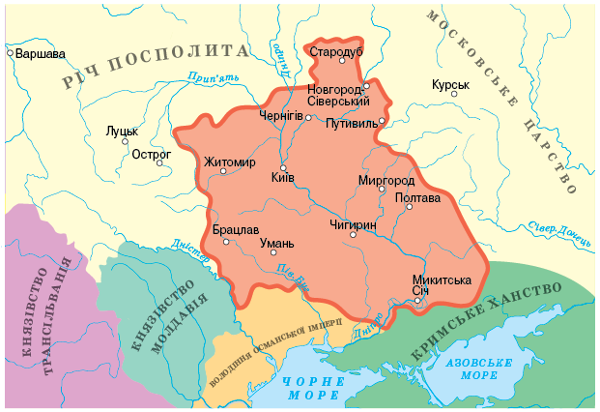 Варшава
РІЧ ПОСПОЛИТА
МОСКОВСЬКЕ ЦАРСТВО
Стародуб
Дніпро
Прип'ять
Новгород-
Сіверський
Курськ
Чернігів
Путивиль
Луцьк
Острог
Житомир
Київ
Миргород
Полтава
Брацлав
Умань
Чигирин
Сівер. Донець
Дністер
Пів. Буг
Микитська
Січ
Дніпро
КНЯЗІВСТВО
ТРАНСІЛЬВАНІЯ
КНЯЗІВСТВО
МОЛДАВІЯ
ВОЛОДІННЯ ОСМАНСЬКОЇ ІМПЕРІЇ
КРИМСЬКЕ ХАНСТВО
ЧОРНЕ
МОРЕ
АЗОВСЬКЕ
МОРЕ